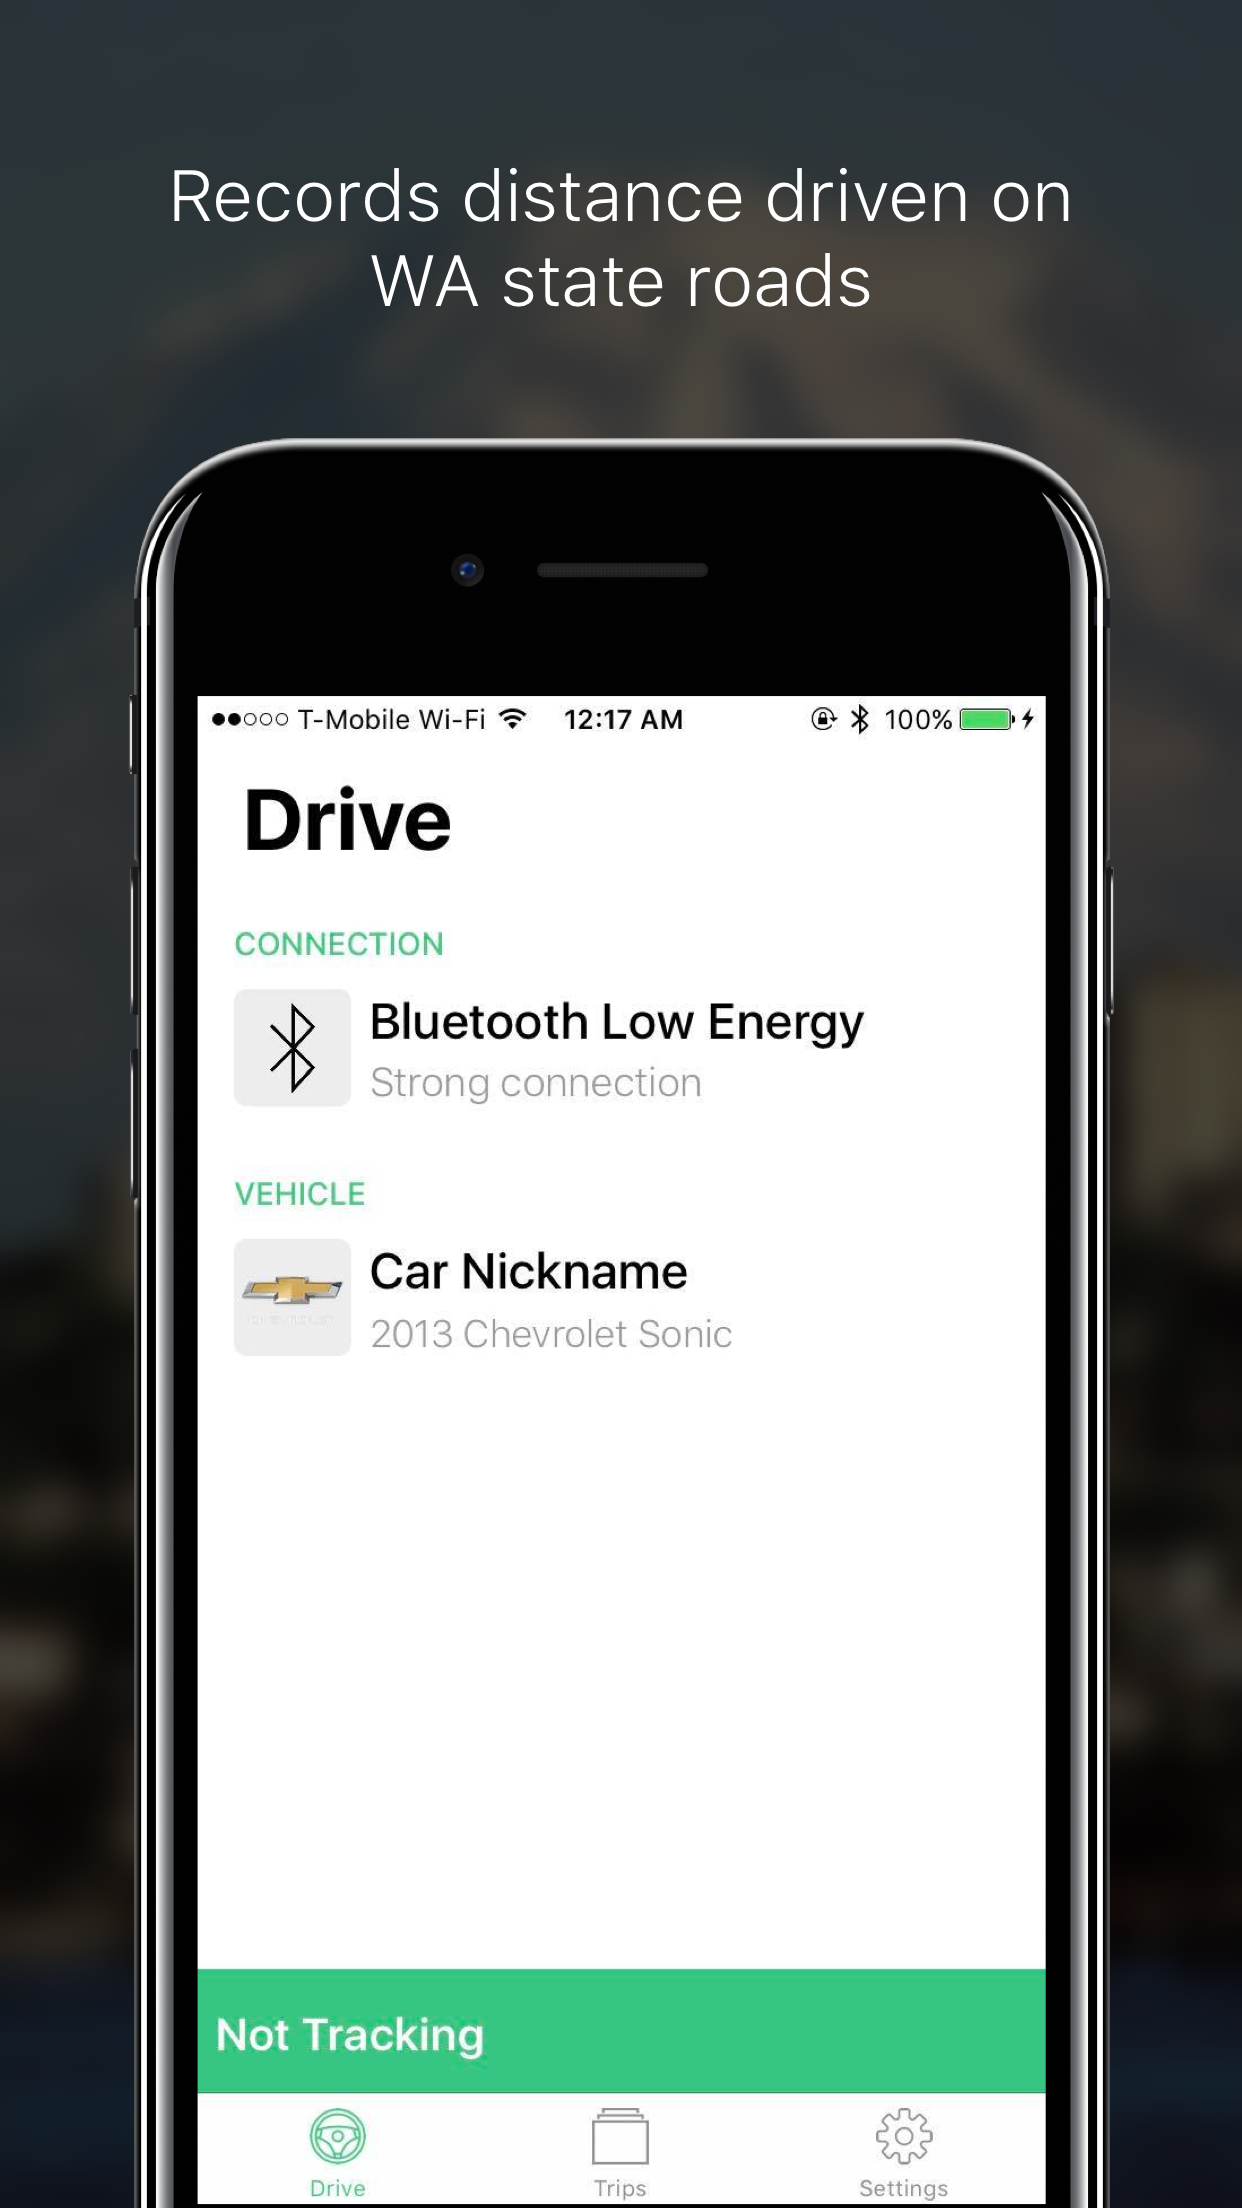 Records distance driven on
WA state roads
T-Mobile Wi-Fi 12:17 AM 100%
Drive
CONNECTION
Bluetooth Low Energy
Strong connection
VEHICLE
Car Nickname
2013 Chevrolet Sonic
Not Tracking
Drive Trips Settings